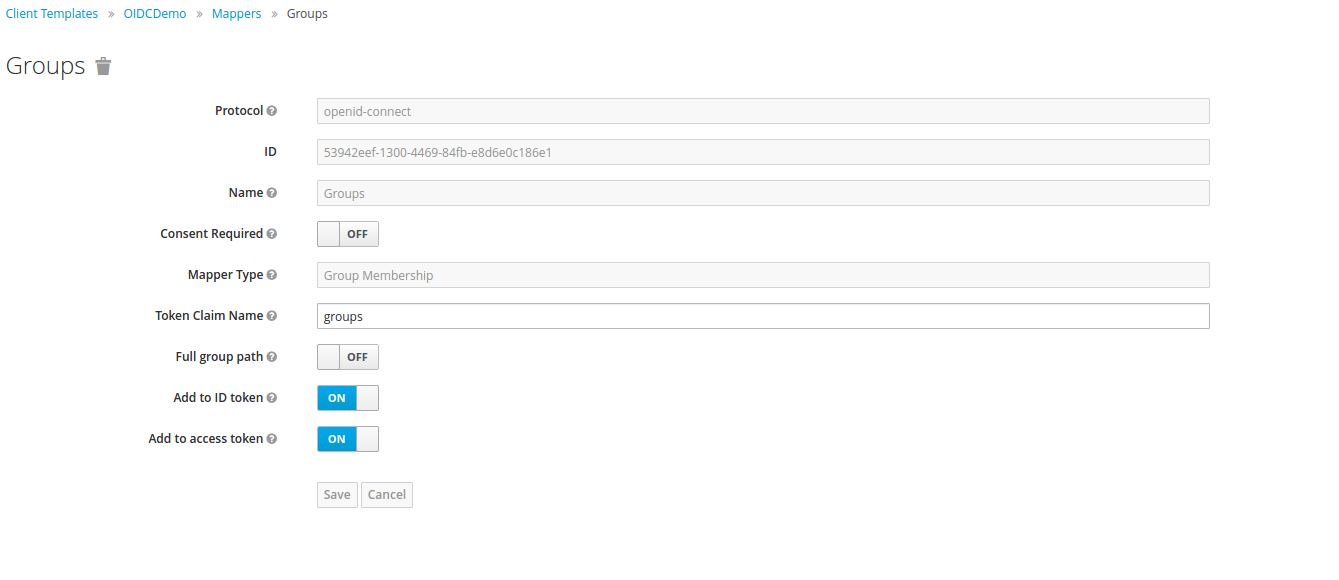 Client Templates » OIDCDemo » Mappers » Groups
Groups
Protocol openid-connect
ID 53942eef-1300-4469-84fb-e8d6e0c186e1
Name Groups
Consent Required OFF
Mapper Type Group Membership
Token Claim Name groups
Full group path OFF
Add to ID token ON
Add to access token ON
Save Cancel